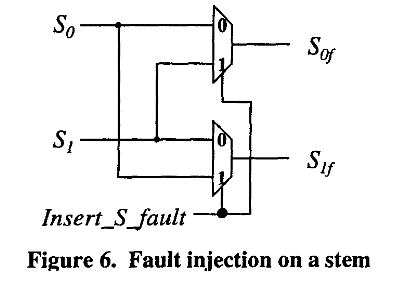 S0
0
S0f
1
S1
0
S1f
1
Insert_S_fault
Figure 6. Fault injection on a stem